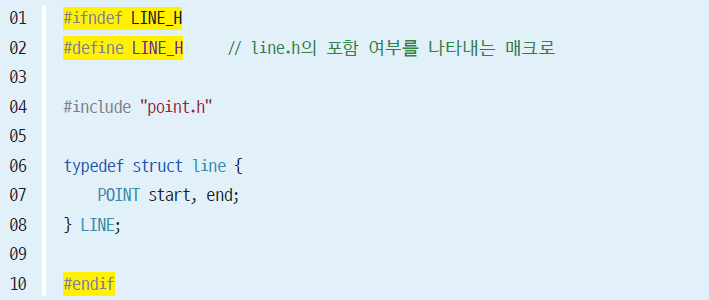 01 #ifndef LINE_H
02 #define LINE_H // line.h의 포함 여부를 나타내는 매크로
03
04 #include "point.h"
05
06 typedef struct line {
07 POINT start, end;
08 } LINE;
09
10 #endif